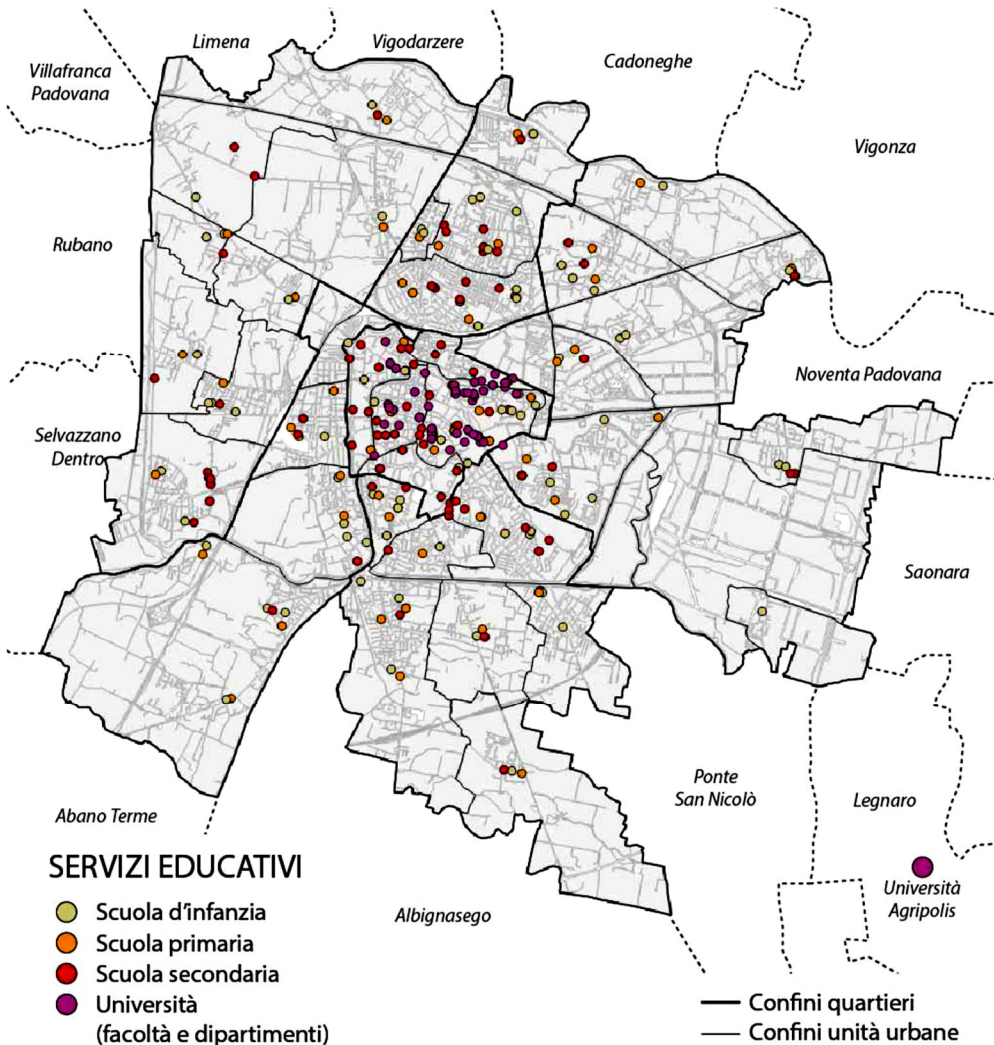 Limena
Vigodarzere
Cadoneghe
Villafranca
Padovana
Vigonza
Rubano
Noventa Padovana
Selvazzano
Dentro
Saonara
Ponte
San Nicolò
Legnaro
Abano Terme
Università
Agripolis
Albignasego
SERVIZI EDUCATIVI
Scuola d'infanzia
Scuola primaria
Scuola secondaria
Università
(facoltà e dipartimenti)
Confini quartieri
Confini unità urbane